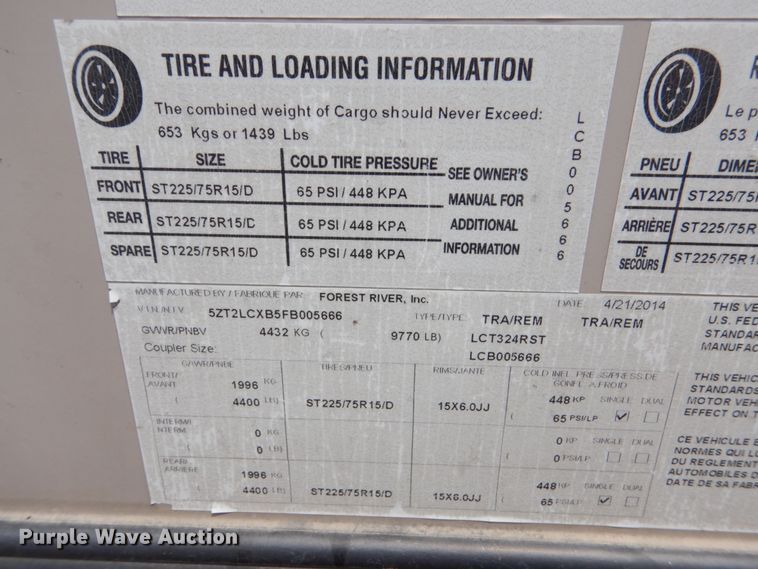 TIRE AND LOADING INFORMATION
The combined weight of Cargo should Never Exceed:
653 Kgs or 1439 Lbs
TIRE SIZE COLD TIRE PRESSURE SEE OWNER'S MANUAL FOR ADDITIONAL INFORMATION
FRONT ST225/75R15/D 65 PSI / 448 KPA
REAR ST225/75R15/D 65 PSI / 448 KPA
SPARE ST225/75R15/D 65 PSI / 448 KPA
LCB005666
Le p
653
PNEU DIME
AVANT ST225/75
ARRIÈRE ST225/75R
DE SECOURS ST225/75R1
MANUFACTURED BY / FABRIQUE PAR: FOREST RIVER, Inc. DATE: 4/21/2014
V.I.N./N.I.V. 5ZT2LCXB5FB005666 TYPE/TYPE: TRA/REM TRA/REM
GVWR/PNBV 4432 KG ( 9770 LB) LCT324RST
Coupler Size: LCB005666
GAWR/PNBE TIRES/PNEU RIMS/JANTE COLD INFL. PRESS/PRESS DE GONFL A FROID
FRONT/ AVANT 1996 KG ST225/75R15/D 15X6.0JJ 448 KP SINGLE DUAL
( 4400 LB) ( 65 PSI/LP
INTERM/ INTERM. 0 KG 0 KP SINGLE DUAL
( 0 LB) ( 0 PSI/LP
REAR/ ARRIERE 1996 KG 448 KP SINGLE DUAL
( 4400 LB) ST225/75R15/D 15X6.0JJ ( 65 PSI/LP
THIS VE
U.S. FED
STANDARD
MANUFAC
THIS VEHIC
STANDARDS
MOTOR VEH
EFFECT ON T
CE VEHICULE E
NORMES QUI LU
DU REGLEMENT
AUTOMOBILES D
DATE DE SA FABR
Purple Wave Auction